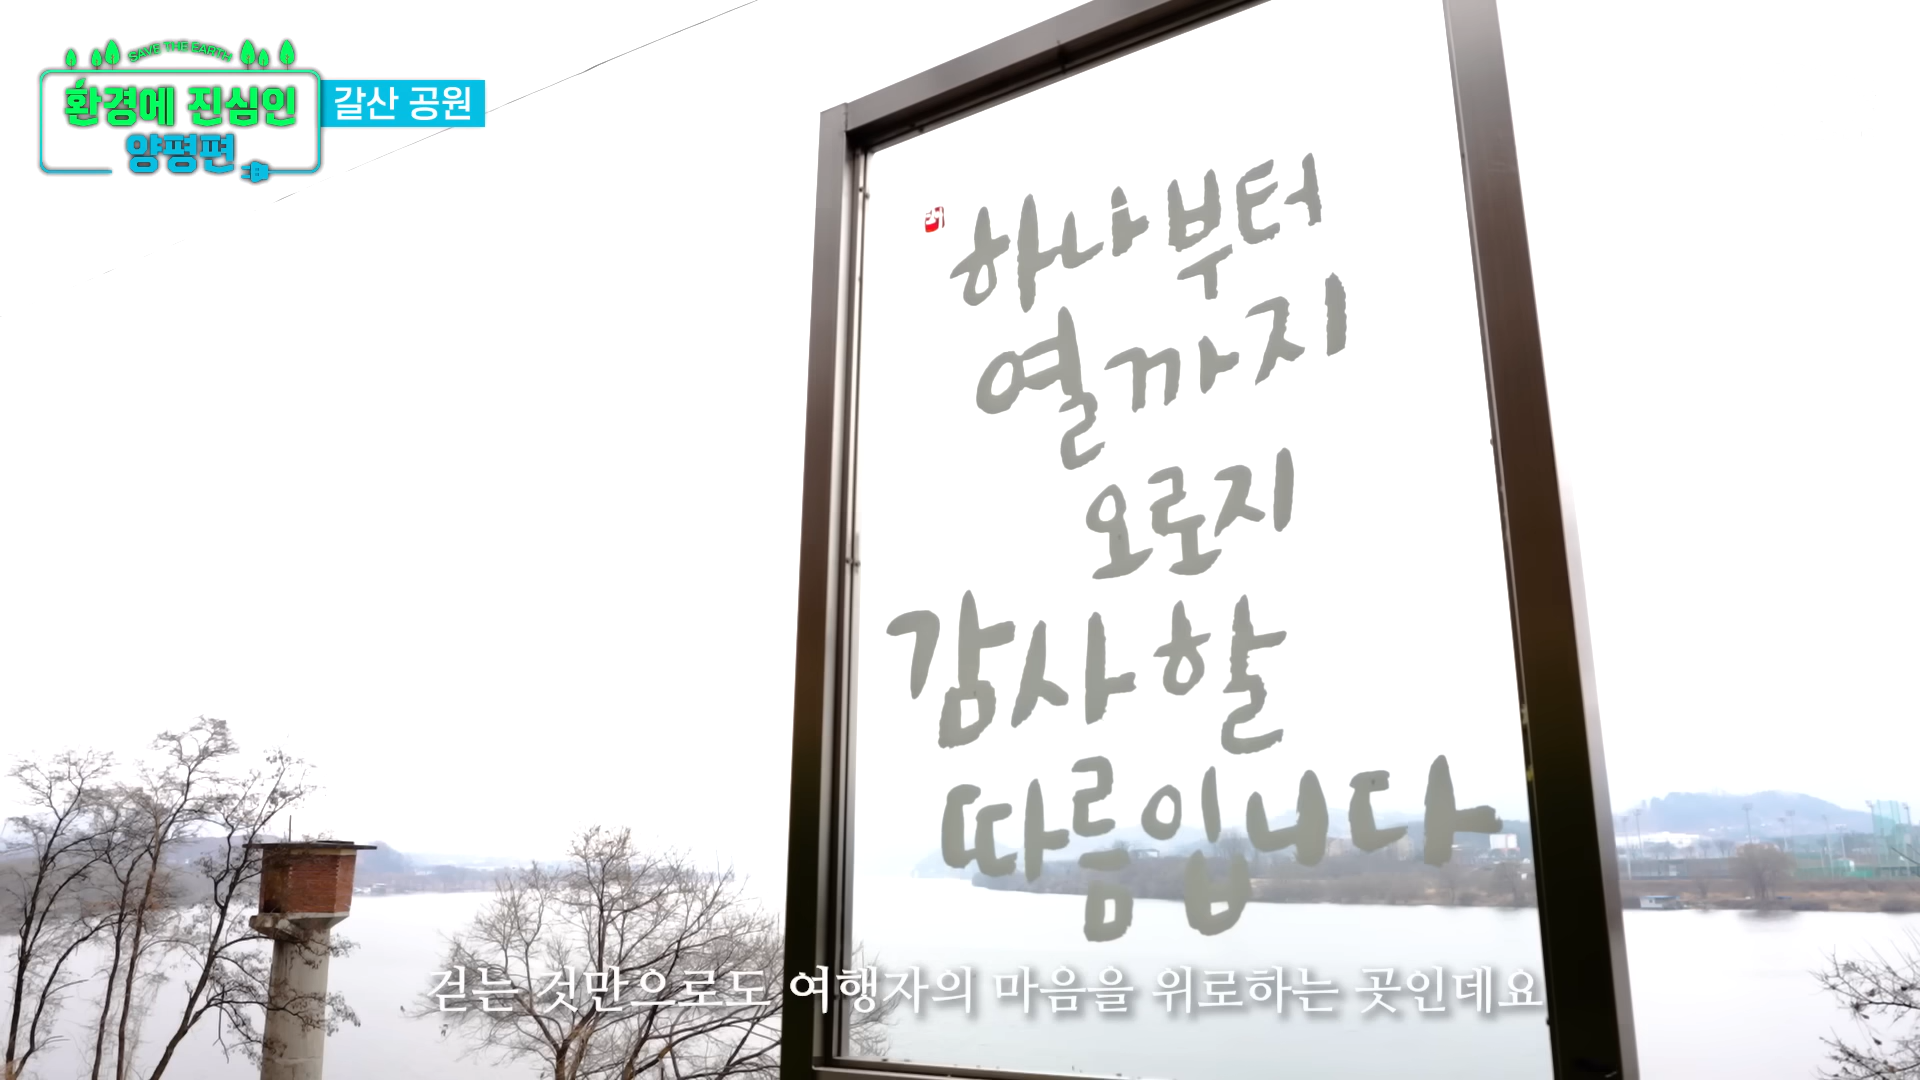 SAVE THE EARTH
환경에 진심인
양평편
갈산 공원
하나부터
열까지
오로지
감사할
따름입니다
걷는 것만으로도 여행자의 마음을 위로하는 곳인데요